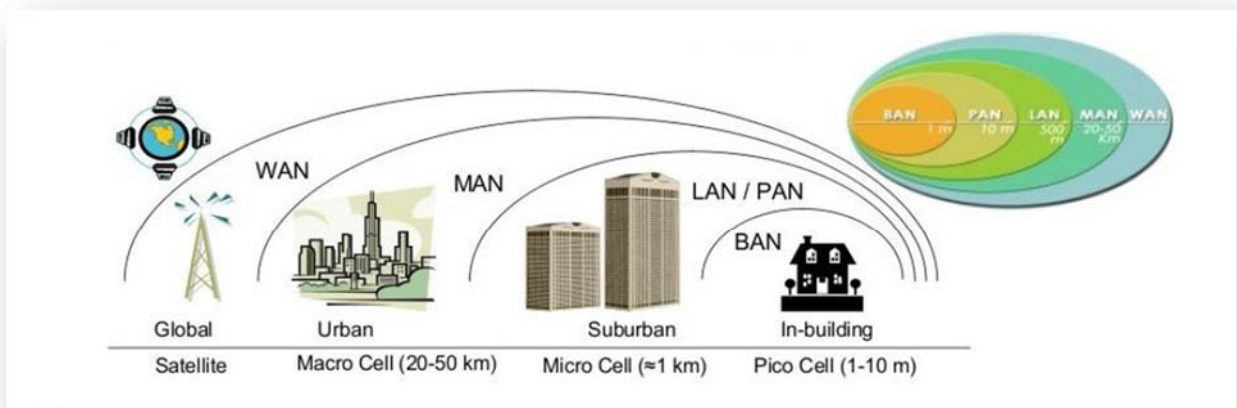 WAN
MAN
LAN / PAN
BAN
BAN PAN LAN MAN WAN
1 m 10 m 500 m 20-50 Km
Global Urban Suburban In-building
Satellite Macro Cell (20-50 km) Micro Cell (≈1 km) Pico Cell (1-10 m)